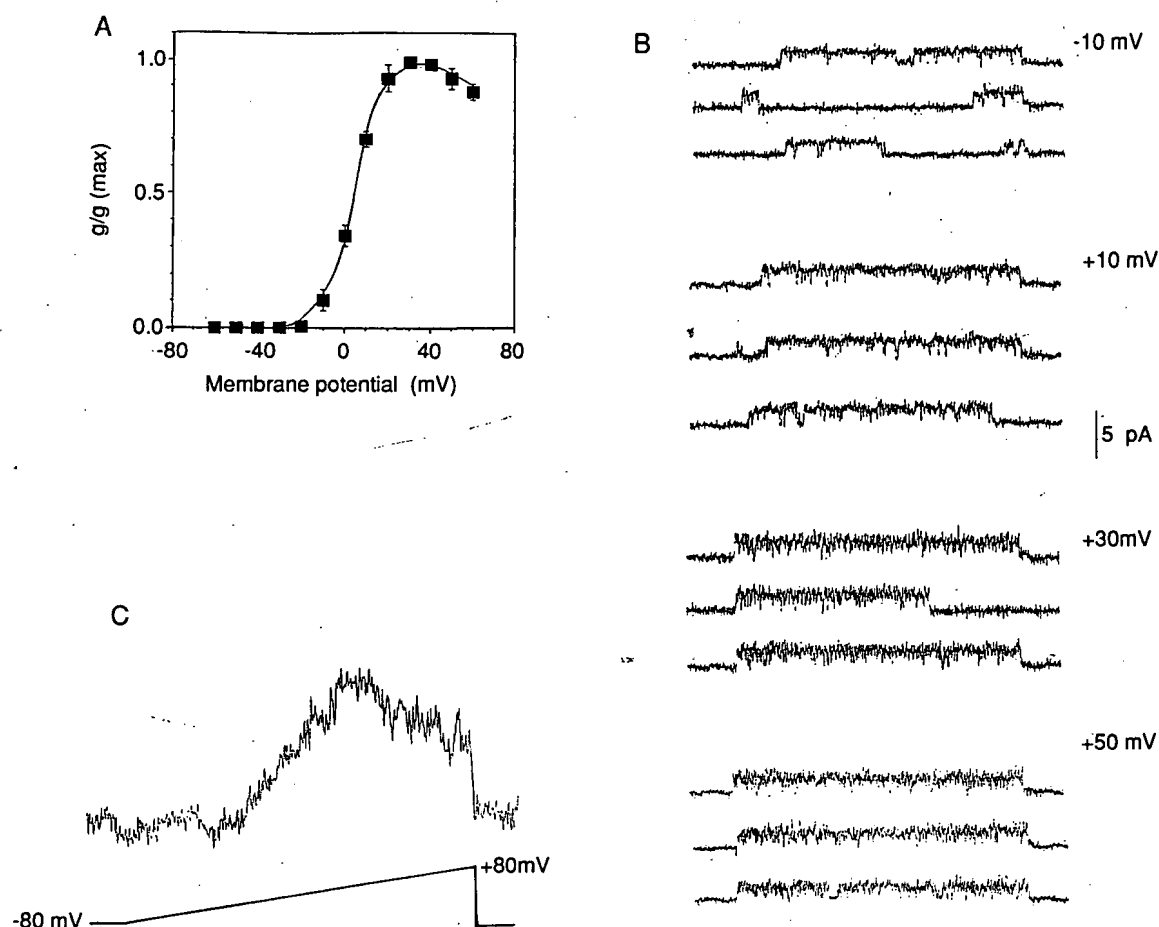 A
1.0
0.5
0.0
g/g (max)
-80
-40
0
40
80
Membrane potential (mV)
B
-10 mV
+10 mV
5 pA
+30mV
+50 mV
C
+80mV
-80 mV